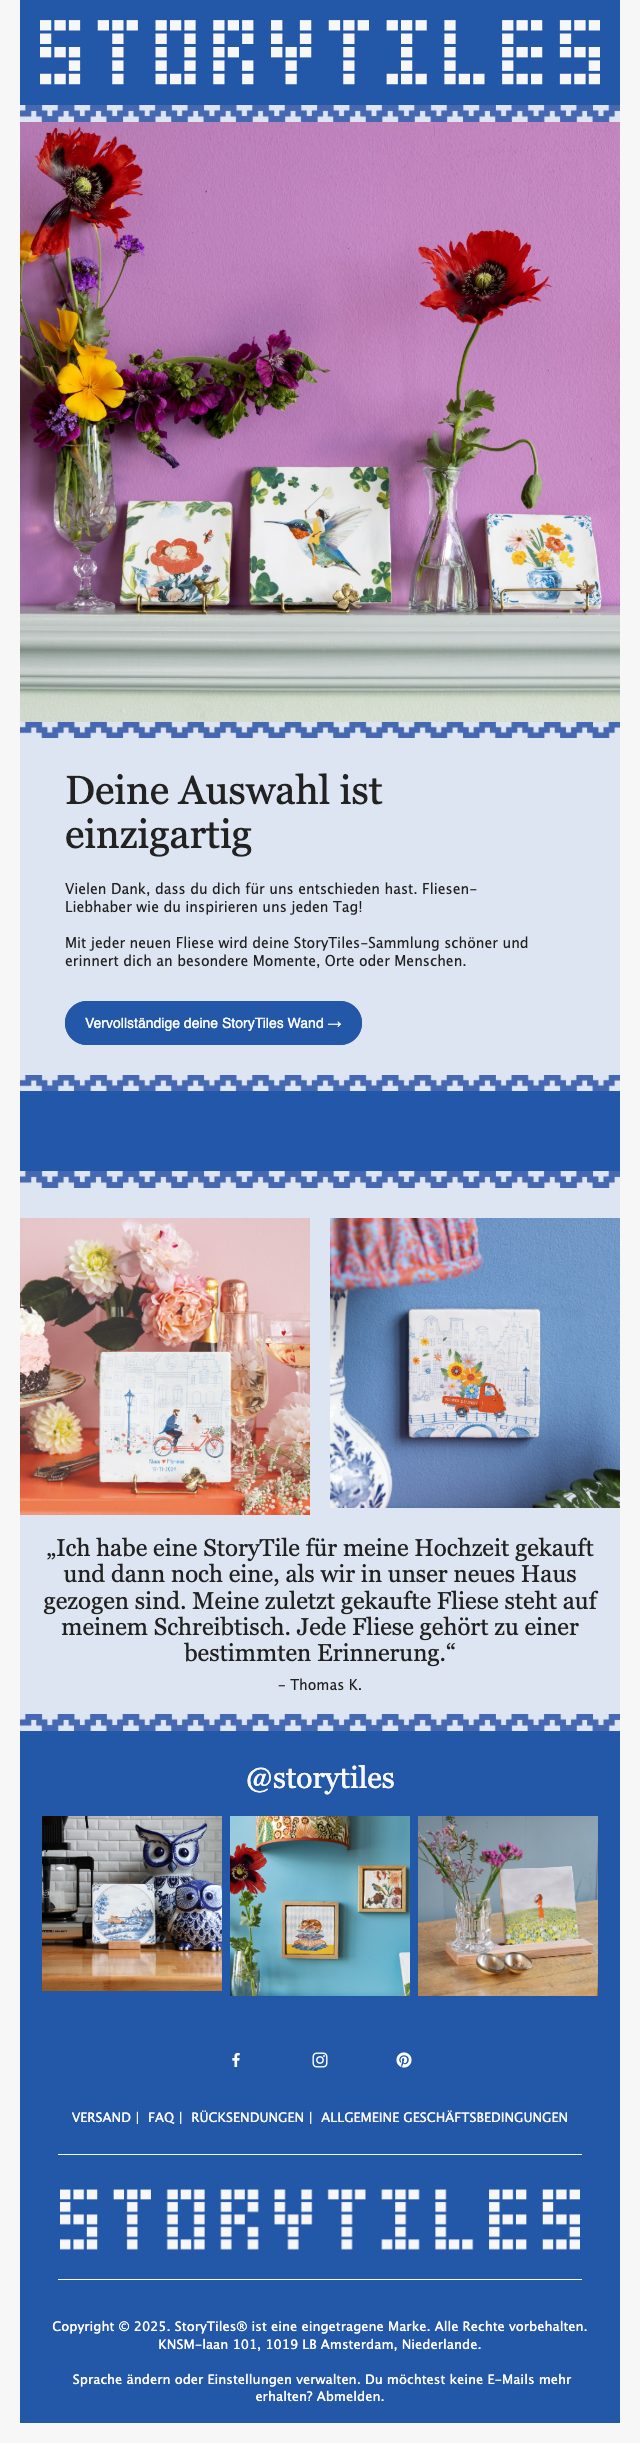 STORYTILES
Deine Auswahl ist
einzigartig
Vielen Dank, dass du dich für uns entschieden hast. Fliesen-
Liebhaber wie du inspirieren uns jeden Tag!
Mit jeder neuen Fliese wird deine StoryTiles-Sammlung schöner und
erinnert dich an besondere Momente, Orte oder Menschen.
Vervollständige deine StoryTiles Wand →
„Ich habe eine StoryTile für meine Hochzeit gekauft
und dann noch eine, als wir in unser neues Haus
gezogen sind. Meine zuletzt gekaufte Fliese steht auf
meinem Schreibtisch. Jede Fliese gehört zu einer
bestimmten Erinnerung.“
- Thomas K.
@storytiles
VERSAND | FAQ | RÜCKSENDUNGEN | ALLGEMEINE GESCHÄFTSBEDINGUNGEN
STORYTILES
Copyright © 2025. StoryTiles® ist eine eingetragene Marke. Alle Rechte vorbehalten.
KNSM-laan 101, 1019 LB Amsterdam, Niederlande.
Sprache ändern oder Einstellungen verwalten. Du möchtest keine E-Mails mehr
erhalten? Abmelden.